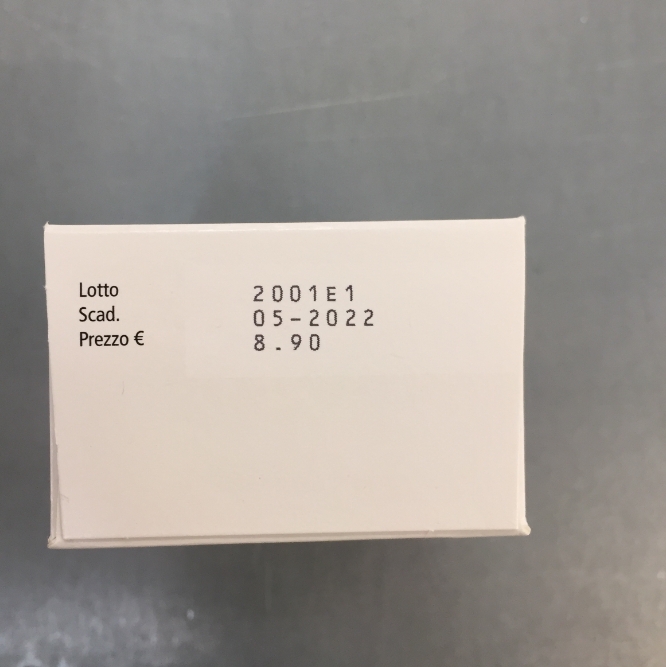 Lotto 2001E1
Scad. 05-2022
Prezzo € 8.90